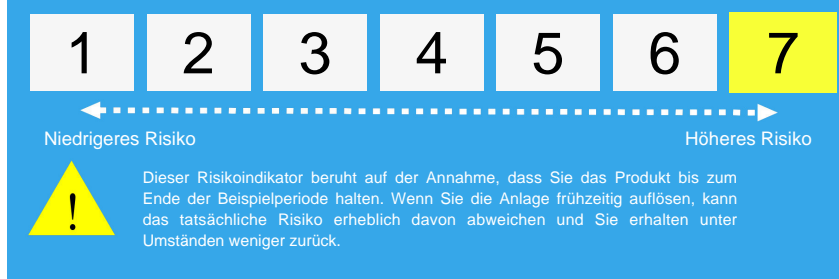 1 2 3 4 5 6 7
Niedrigeres Risiko Höheres Risiko
!
Dieser Risikoindikator beruht auf der Annahme, dass Sie das Produkt bis zum
Ende der Beispielperiode halten. Wenn Sie die Anlage frühzeitig auflösen, kann
das tatsächliche Risiko erheblich davon abweichen und Sie erhalten unter
Umständen weniger zurück.